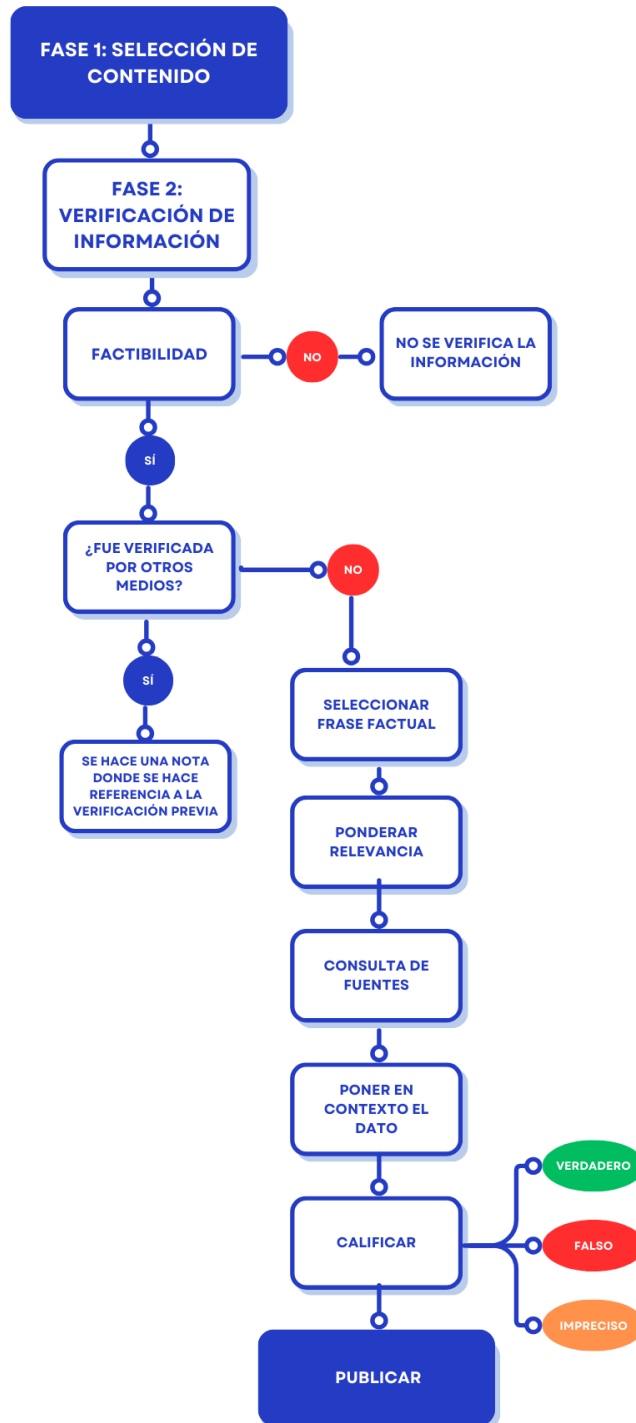 FASE 1: SELECCIÓN DE
CONTENIDO
FASE 2:
VERIFICACIÓN DE
INFORMACIÓN
FACTIBILIDAD
NO
NO SE VERIFICA LA
INFORMACIÓN
SÍ
¿FUE VERIFICADA
POR OTROS
MEDIOS?
NO
SÍ
SE HACE UNA NOTA
DONDE SE HACE
REFERENCIA A LA
VERIFICACIÓN PREVIA
SELECCIONAR
FRASE FACTUAL
PONDERAR
RELEVANCIA
CONSULTA DE
FUENTES
PONER EN
CONTEXTO EL
DATO
CALIFICAR
VERDADERO
FALSO
IMPRECISO
PUBLICAR